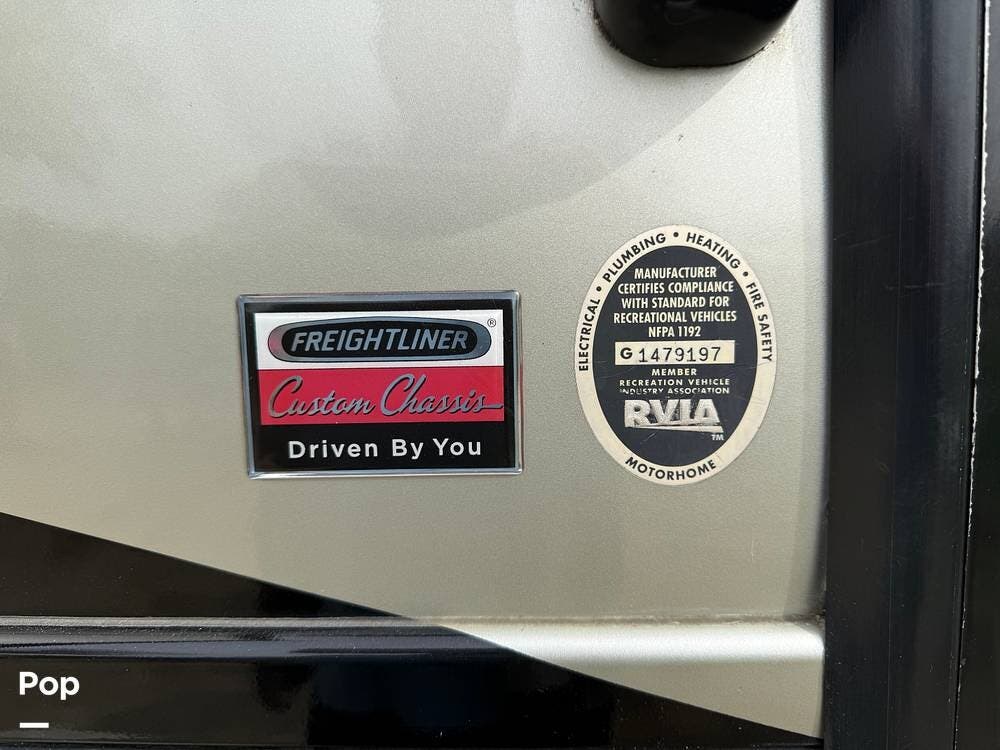 FREIGHTLINER ®
Custom Chassis
Driven By You
ELECTRICAL • PLUMBING • HEATING • FIRE SAFETY
MANUFACTURER
CERTIFIES COMPLIANCE
WITH STANDARD FOR
RECREATIONAL VEHICLES
NFPA 1192
G 1479197
MEMBER
RECREATION VEHICLE
INDUSTRY ASSOCIATION
RVIA
TM
MOTORHOME
Pop